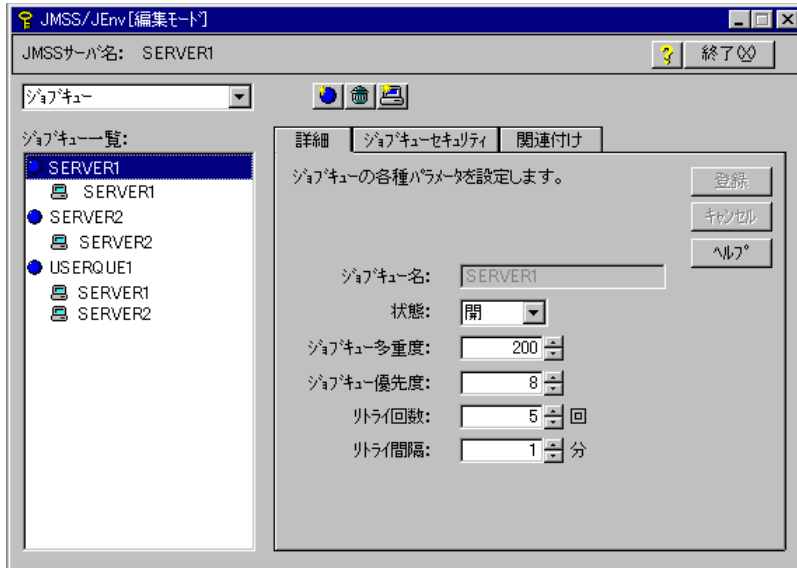 JMSS/JEnv[編集モード]
JMSSサーバ名: SERVER1
終了(X)
ジョブキュー
ジョブキュー一覧:
SERVER1
SERVER1
SERVER2
SERVER2
USERQUE1
SERVER1
SERVER2
詳細 ジョブキューセキュリティ 関連付け
ジョブキューの各種パラメータを設定します。
登録
キャンセル
ヘルプ
ジョブキュー名: SERVER1
状態: 開
ジョブキュー多重度: 200
ジョブキュー優先度: 8
リトライ回数: 5 回
リトライ間隔: 1 分